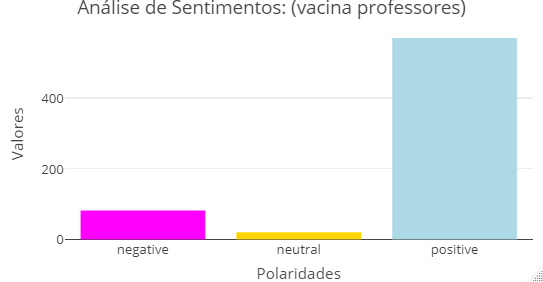 Análise de Sentimentos: (vacina professores)
Valores
400
200
0
negative
neutral
positive
Polaridades